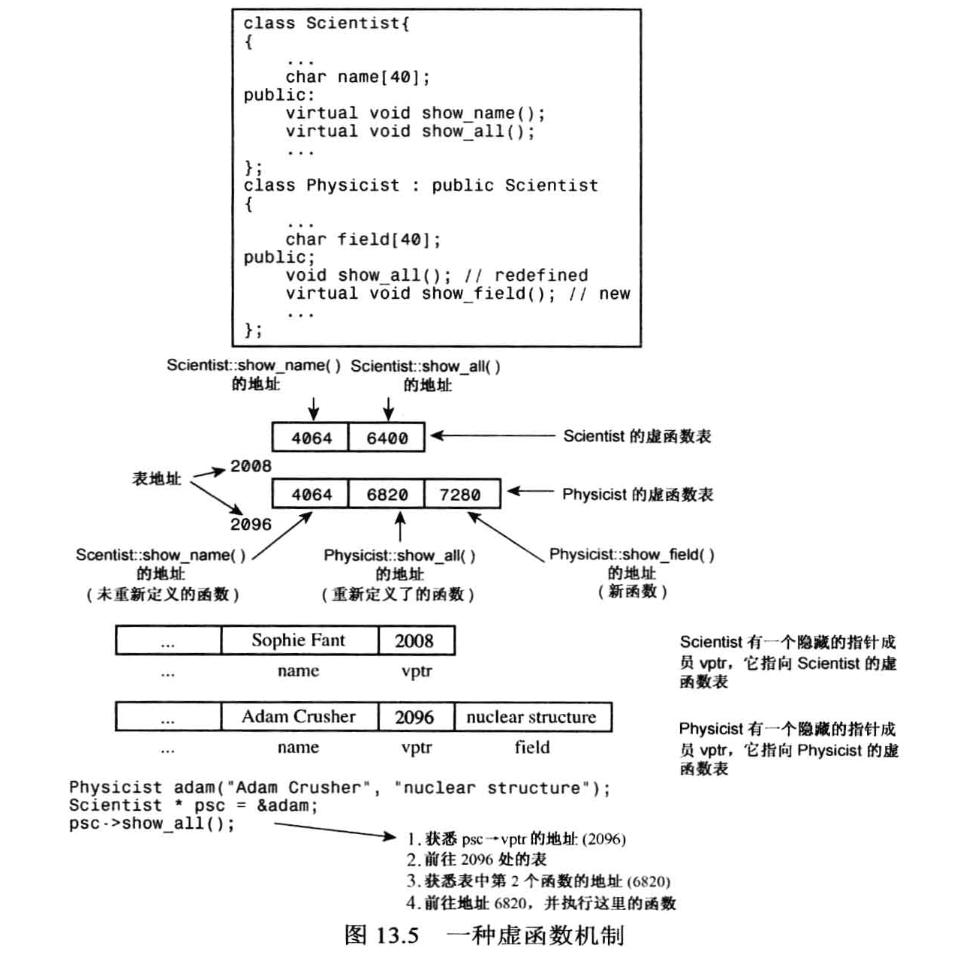 class Scientist{
{
...
char name[40];
public:
virtual void show_name();
virtual void show_all();
...
};
class Physicist : public Scientist
{
...
char field[40];
public;
void show_all(); // redefined
virtual void show_field(); // new
...
};
Scientist::show_name( ) Scientist::show_all( )
的地址 的地址
4064 6400 Scientist 的虚函数表
2008
表地址
4064 6820 7280 Physicist 的虚函数表
2096
Scentist::show_name( ) Physicist::show_all( ) Physicist::show_field( )
的地址 的地址 的地址
(未重新定义的函数) (重新定义了的函数) (新函数)
... Sophie Fant 2008
... name vptr
Scientist 有一个隐藏的指针成
员 vptr，它指向 Scientist 的虚
函数表
... Adam Crusher 2096 nuclear structure
... name vptr field
Physicist 有一个隐藏的指针成
员 vptr，它指向 Physicist 的虚
函数表
Physicist adam("Adam Crusher", "nuclear structure");
Scientist * psc = &adam;
psc->show_all();
1. 获悉 psc→vptr 的地址 (2096)
2. 前往 2096 处的表
3. 获悉表中第 2 个函数的地址 (6820)
4. 前往地址 6820，并执行这里的函数
图 13.5 一种虚函数机制